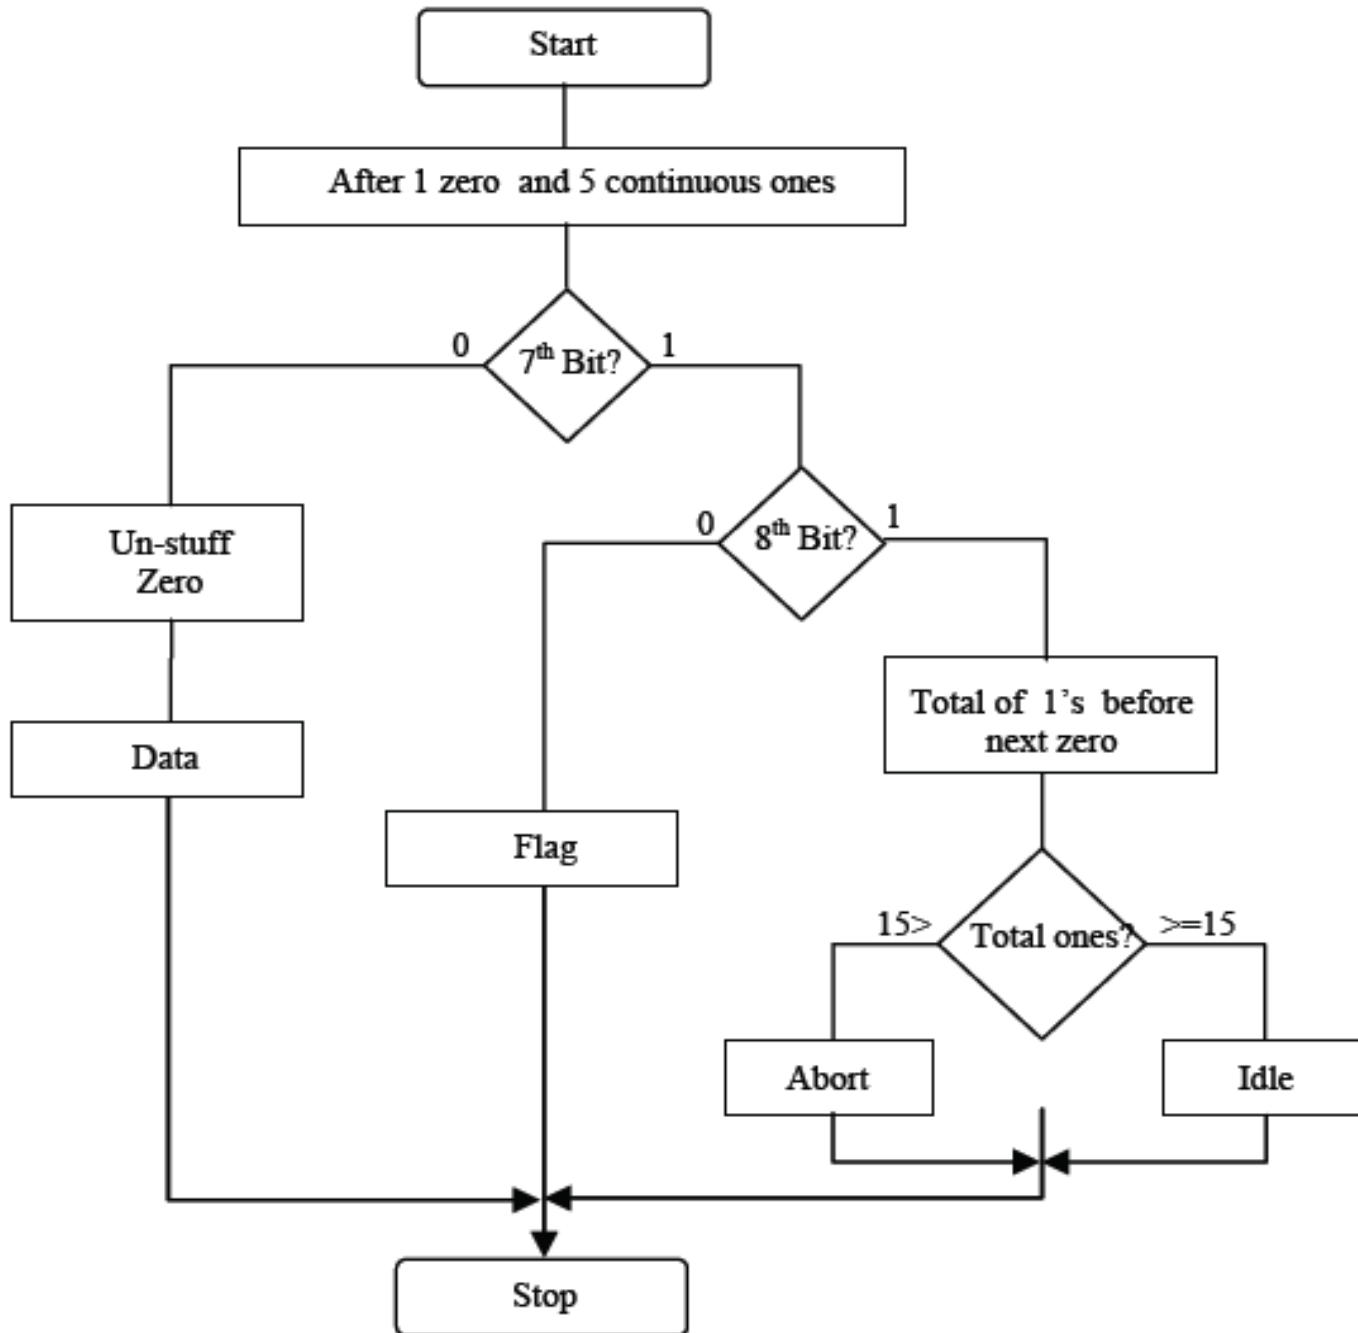 Start
After 1 zero and 5 continuous ones
0
7th Bit?
1
0
8th Bit?
1
Un-stuff
Zero
Total of 1's before
next zero
Data
Flag
15>
Total ones?
>=15
Abort
Idle
Stop